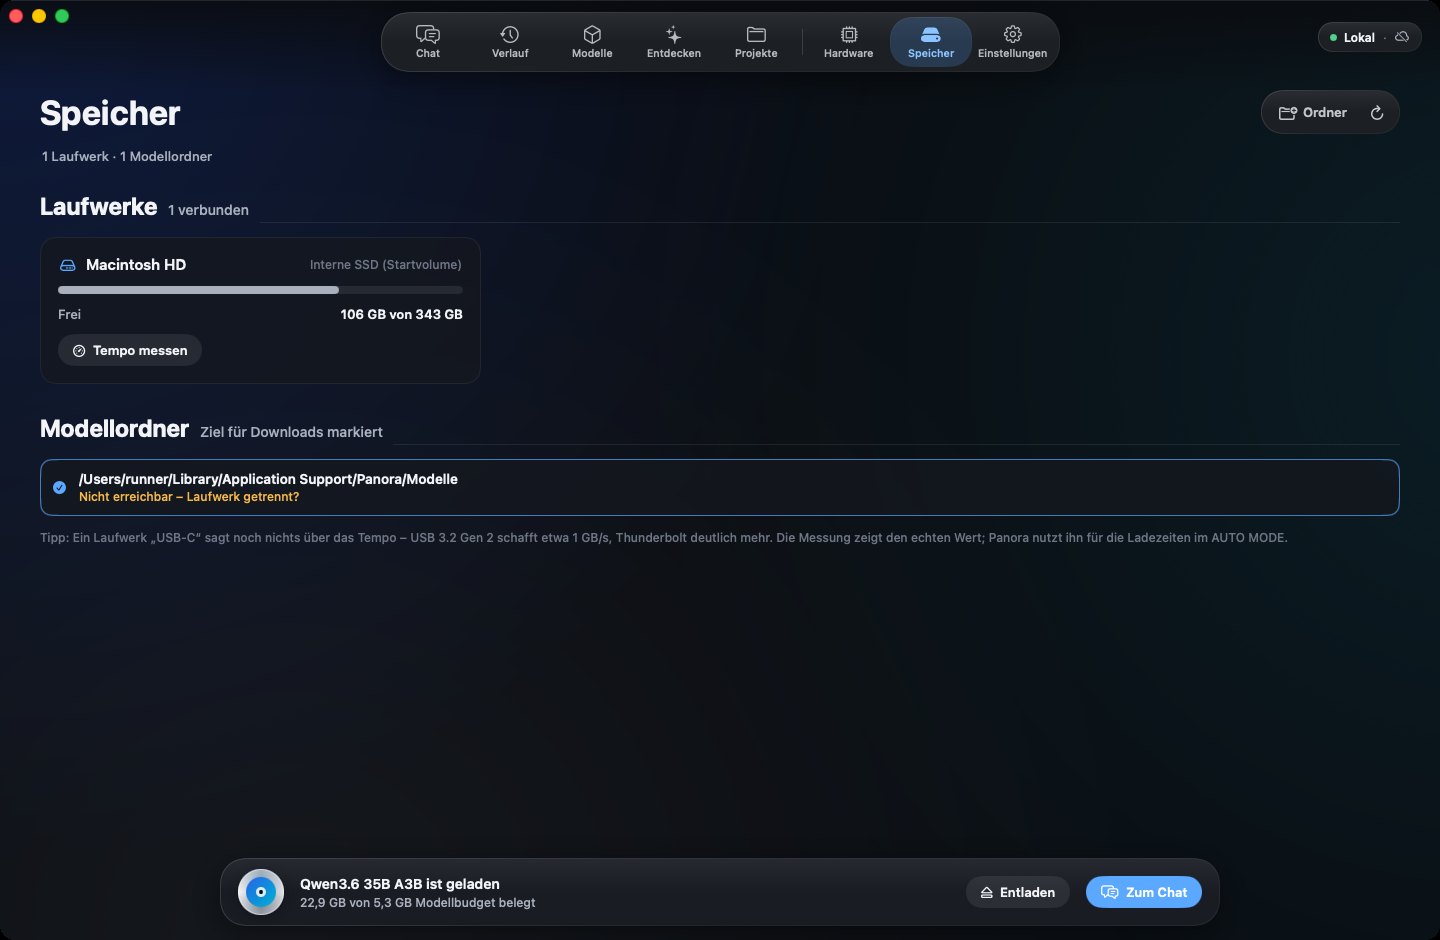 Chat
Verlauf
Modelle
Entdecken
Projekte
Hardware
Speicher
Einstellungen
Lokal ·
Speicher
Ordner
1 Laufwerk · 1 Modellordner
Laufwerke 1 verbunden
Macintosh HD Interne SSD (Startvolume)
Frei 106 GB von 343 GB
Tempo messen
Modellordner Ziel für Downloads markiert
/Users/runner/Library/Application Support/Panora/Modelle
Nicht erreichbar – Laufwerk getrennt?
Tipp: Ein Laufwerk „USB-C“ sagt noch nichts über das Tempo – USB 3.2 Gen 2 schafft etwa 1 GB/s, Thunderbolt deutlich mehr. Die Messung zeigt den echten Wert; Panora nutzt ihn für die Ladezeiten im AUTO MODE.
Qwen3.6 35B A3B ist geladen
22,9 GB von 5,3 GB Modellbudget belegt
Entladen
Zum Chat